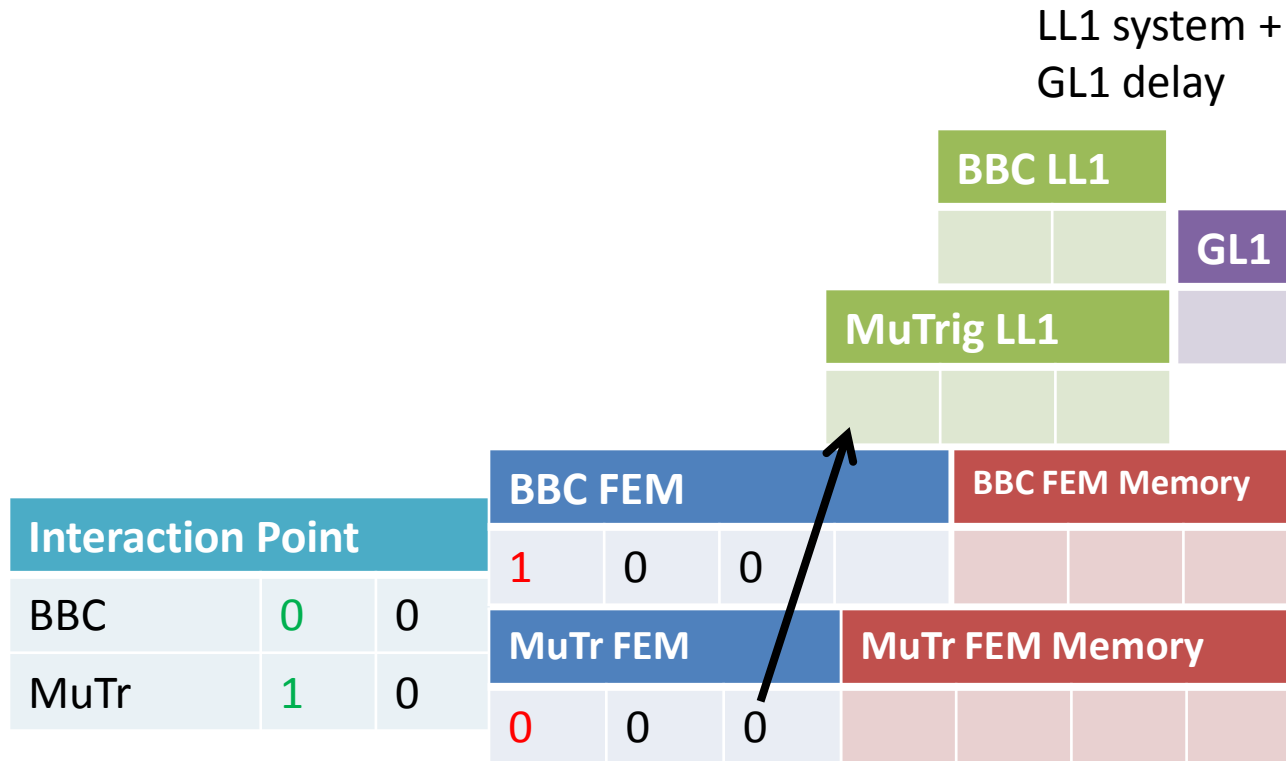 LL1 system +
GL1 delay
BBC LL1
GL1
MuTrig LL1
BBC FEM
BBC FEM Memory
Interaction Point
1 0 0
BBC 0 0
MuTr FEM
MuTr FEM Memory
MuTr 1 0
0 0 0